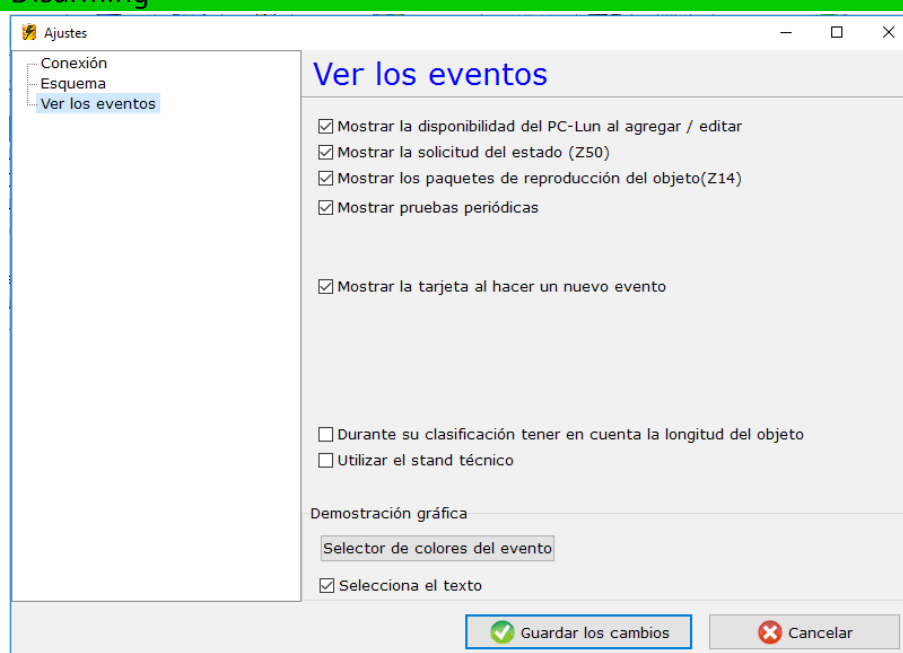 Disarming
Ajustes
Conexión
Esquema
Ver los eventos
Ver los eventos
Mostrar la disponibilidad del PC-Lun al agregar / editar
Mostrar la solicitud del estado (Z50)
Mostrar los paquetes de reproducción del objeto(Z14)
Mostrar pruebas periódicas
Mostrar la tarjeta al hacer un nuevo evento
Durante su clasificación tener en cuenta la longitud del objeto
Utilizar el stand técnico
Demostración gráfica
Selector de colores del evento
Selecciona el texto
Guardar los cambios
Cancelar